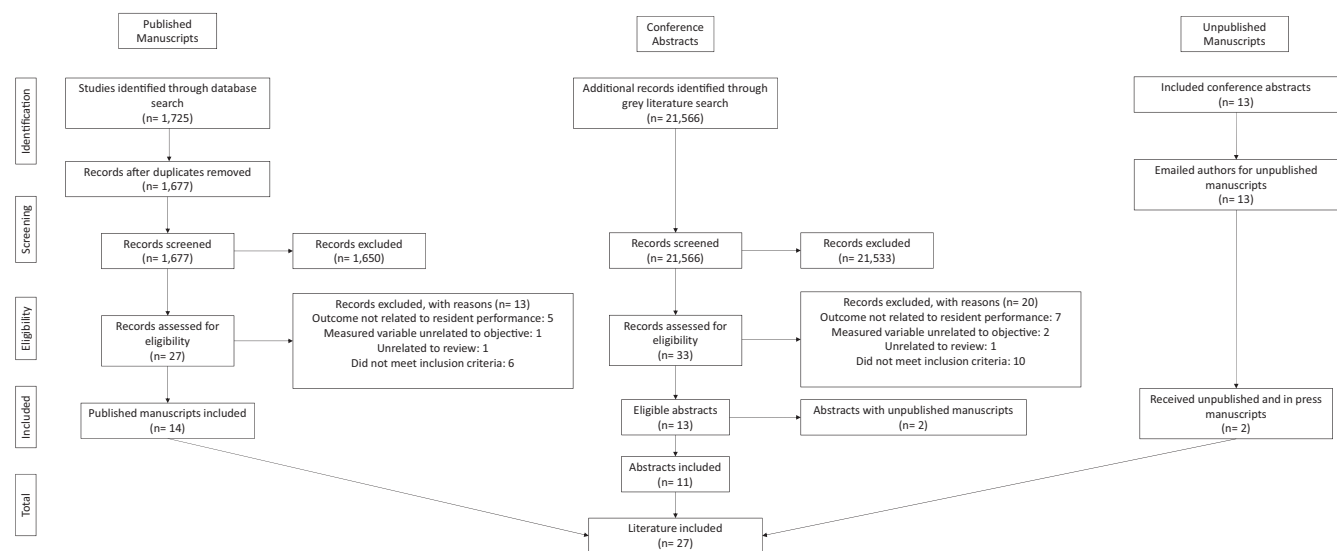 Published
Manuscripts
Conference
Abstracts
Unpublished
Manuscripts
Identification
Studies identified through database
search
(n= 1,725)
Additional records identified through
grey literature search
(n= 21,566)
Included conference abstracts
(n= 13)
Records after duplicates removed
(n= 1,677)
Emailed authors for unpublished
manuscripts
(n= 13)
Screening
Records screened
(n= 1,677)
Records excluded
(n= 1,650)
Records screened
(n= 21,566)
Records excluded
(n= 21,533)
Eligibility
Records assessed for
eligibility
(n= 27)
Records excluded, with reasons (n= 13)
Outcome not related to resident performance: 5
Measured variable unrelated to objective: 1
Unrelated to review: 1
Did not meet inclusion criteria: 6
Records assessed for
eligibility
(n= 33)
Records excluded, with reasons (n= 20)
Outcome not related to resident performance: 7
Measured variable unrelated to objective: 2
Unrelated to review: 1
Did not meet inclusion criteria: 10
Included
Published manuscripts included
(n= 14)
Eligible abstracts
(n= 13)
Abstracts with unpublished manuscripts
(n= 2)
Received unpublished and in press
manuscripts
(n= 2)
Abstracts included
(n= 11)
Total
Literature included
(n= 27)